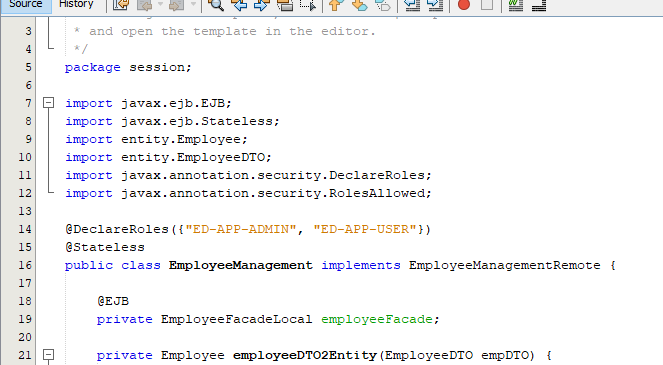 Source History
3 * and open the template in the editor.
4 */
5 package session;
6
7 import javax.ejb.EJB;
8 import javax.ejb.Stateless;
9 import entity.Employee;
10 import entity.EmployeeDTO;
11 import javax.annotation.security.DeclareRoles;
12 import javax.annotation.security.RolesAllowed;
13
14 @DeclareRoles({"ED-APP-ADMIN", "ED-APP-USER"})
15 @Stateless
16 public class EmployeeManagement implements EmployeeManagementRemote {
17
18 @EJB
19 private EmployeeFacadeLocal employeeFacade;
20
21 private Employee employeeDTO2Entity(EmployeeDTO empDTO) {